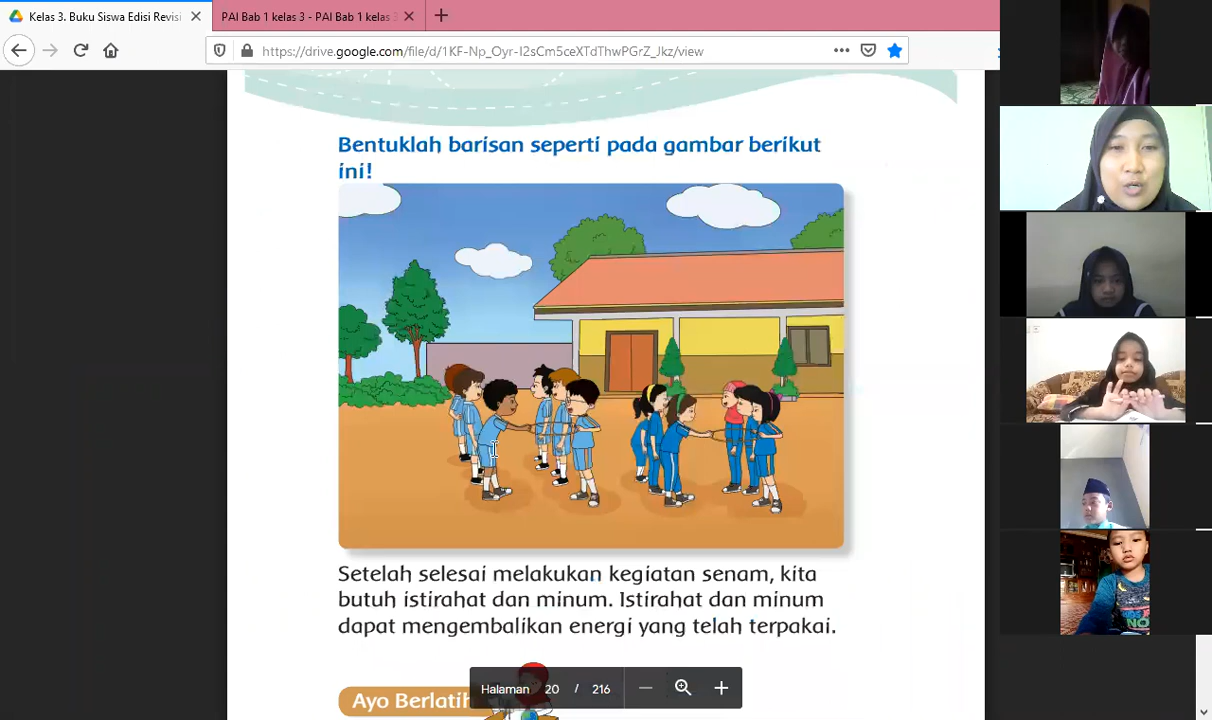 Kelas 3. Buku Siswa Edisi Revisi
PAI Bab 1 kelas 3 - PAI Bab 1 kelas 3
https://drive.google.com/file/d/1KF-Np_Oyr-I2sCm5ceXTdThwPGrZ_Jkz/view
Bentuklah barisan seperti pada gambar berikut
ini!
Setelah selesai melakukan kegiatan senam, kita
butuh istirahat dan minum. Istirahat dan minum
dapat mengembalikan energi yang telah terpakai.
Ayo Berlatih
Halaman 20 / 216